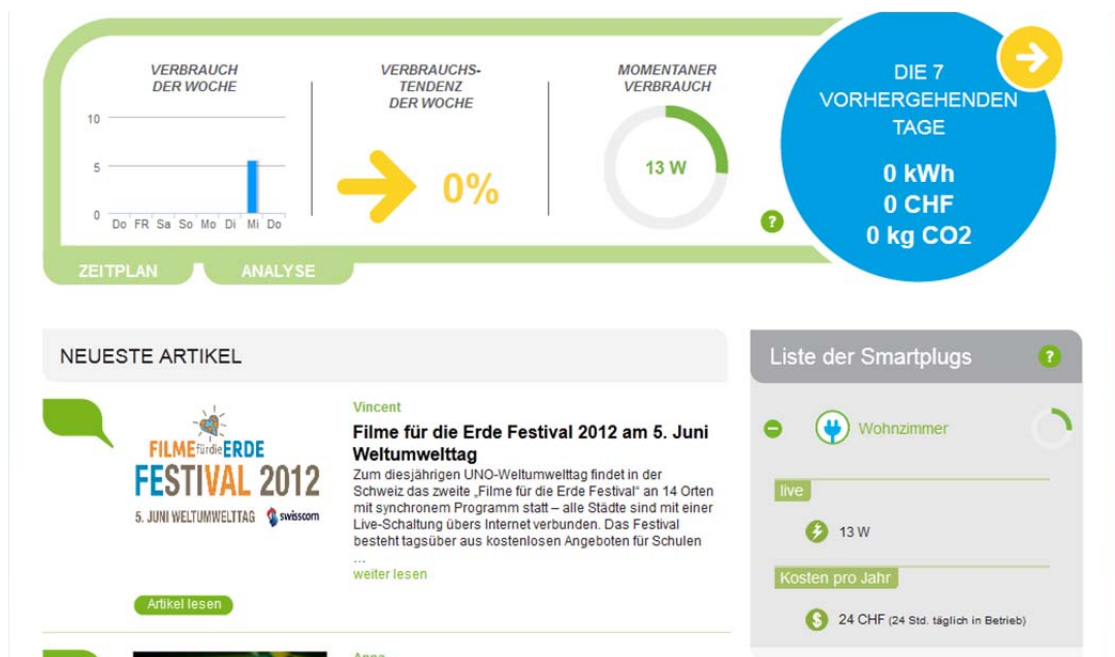 VERBRAUCH
DER WOCHE
10
5
0
Do FR Sa So Mo Di Mi Do
VERBRAUCHS-
TENDENZ
DER WOCHE
0%
MOMENTANER
VERBRAUCH
13 W
?
DIE 7
VORHERGEHENDEN
TAGE
0 kWh
0 CHF
0 kg CO2
ZEITPLAN
ANALYSE
NEUESTE ARTIKEL
FILME für die ERDE
FESTIVAL 2012
5. JUNI WELTUMWELTTAG swisscom
Artikel lesen
Vincent
Filme für die Erde Festival 2012 am 5. Juni
Weltumwelttag
Zum diesjährigen UNO-Weltumwelttag findet in der
Schweiz das zweite „Filme für die Erde Festival“ an 14 Orten
mit synchronem Programm statt – alle Städte sind mit einer
Live-Schaltung übers Internet verbunden. Das Festival
besteht tagsüber aus kostenlosen Angeboten für Schulen
...
weiter lesen
Liste der Smartplugs
?
Wohnzimmer
live
13 W
Kosten pro Jahr
$
24 CHF (24 Std. täglich in Betrieb)